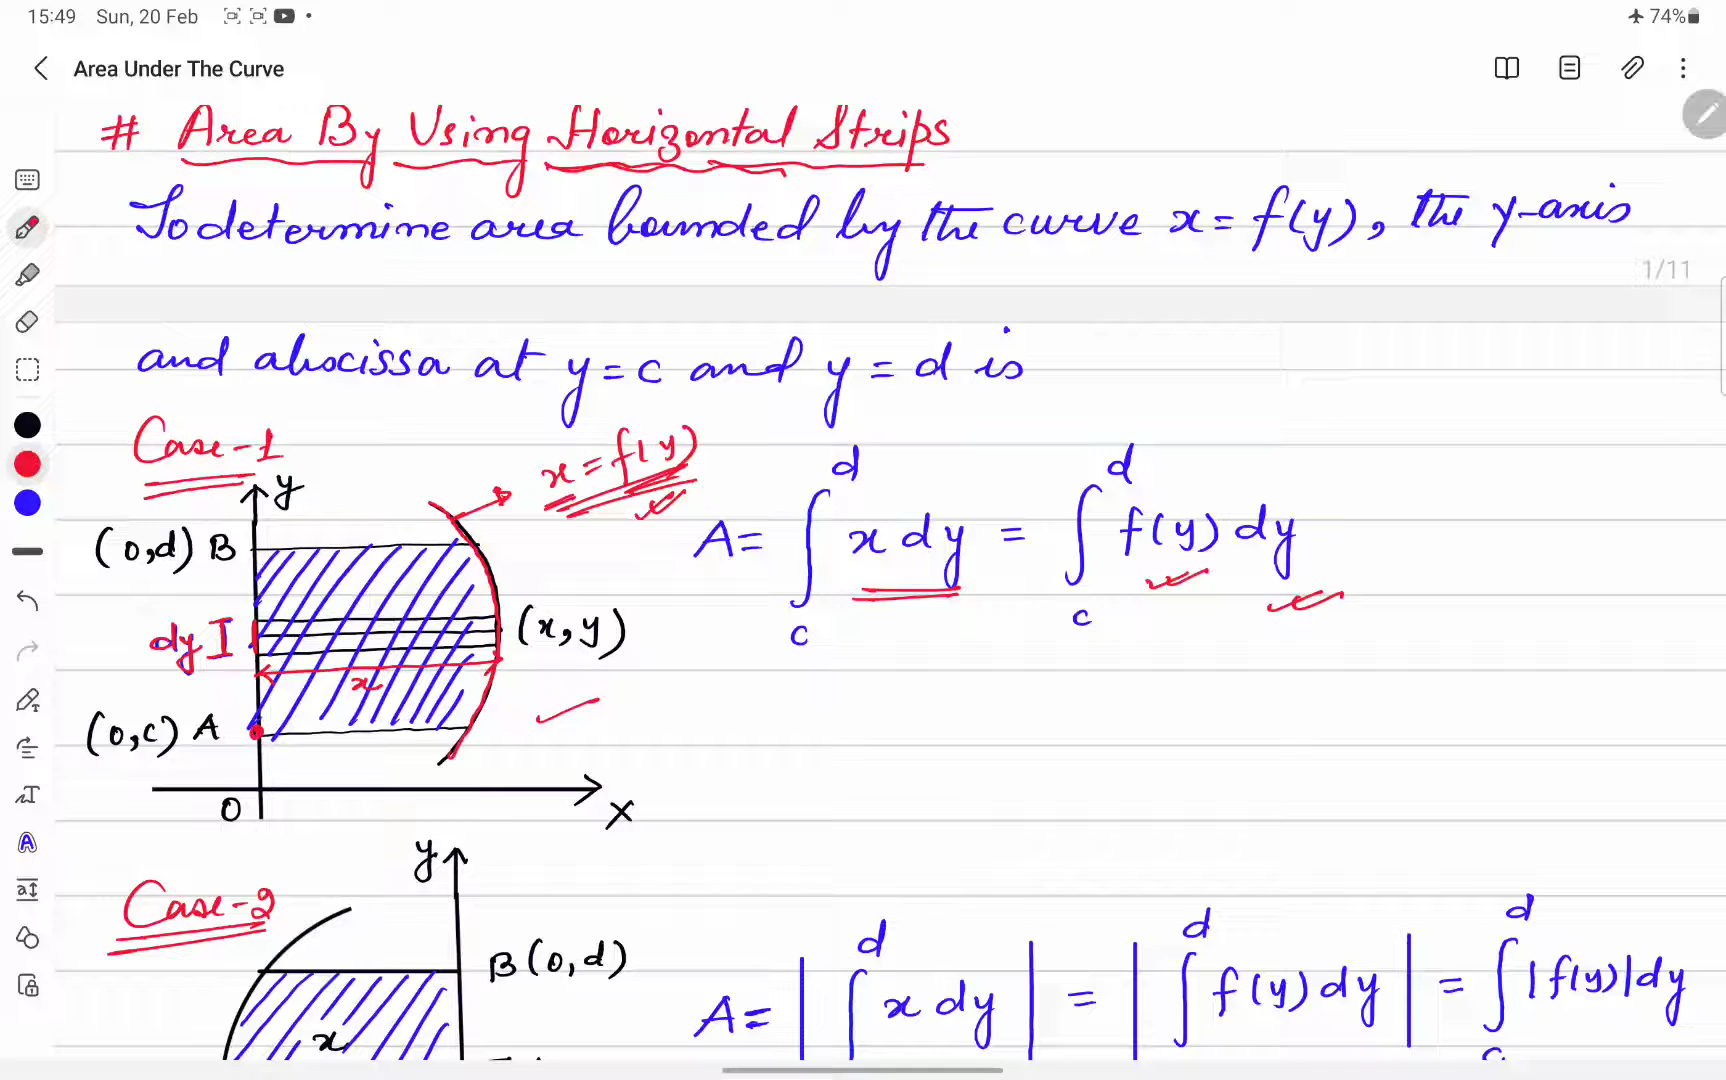 15:49 Sun, 20 Feb
74%
Area Under The Curve
# Area By Using Horizontal Strips
To determine area bounded by the curve x = f(y), the y-axis
1/11
and abscissa at y=c and y = d is
Case-1
x = f(y)
y
(0,d) B
A = ∫_c^d x dy = ∫_c^d f(y) dy
dy I
(x, y)
x
(0,c) A
O
X
Case-2
y
B (0, d)
A = | ∫^d x dy | = | ∫^d f(y) dy | = ∫_c^d |f(y)| dy
x